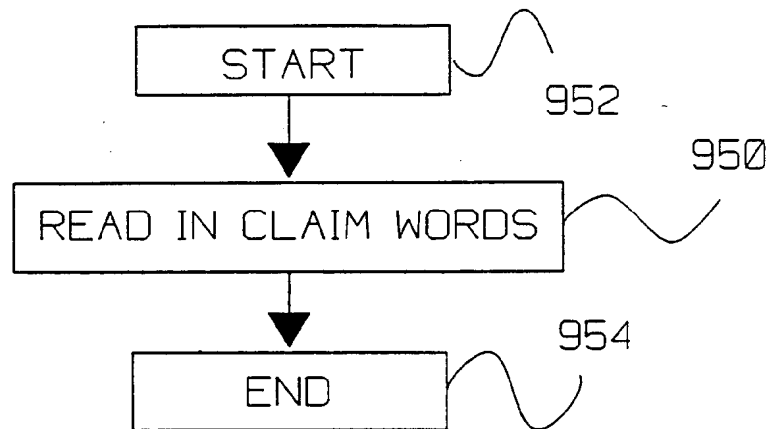 START
952
950
READ IN CLAIM WORDS
954
END